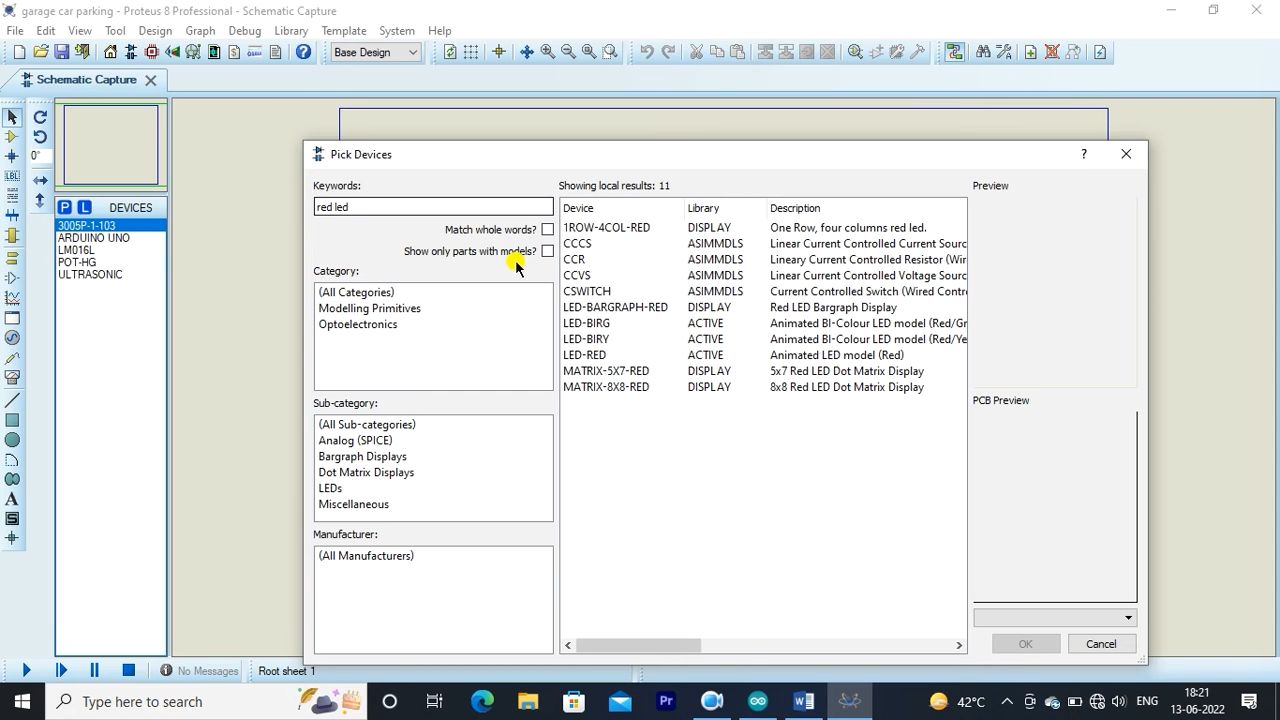 garage car parking - Proteus 8 Professional - Schematic Capture
File Edit View Tool Design Graph Debug Library Template System Help
Base Design
Schematic Capture
0°
LBL
P L DEVICES
3005P-1-103
ARDUINO UNO
LM016L
POT-HG
ULTRASONIC
Pick Devices
Keywords:
red led
Match whole words?
Show only parts with models?
Category:
(All Categories)
Modelling Primitives
Optoelectronics
Sub-category:
(All Sub-categories)
Analog (SPICE)
Bargraph Displays
Dot Matrix Displays
LEDs
Miscellaneous
Manufacturer:
(All Manufacturers)
Showing local results: 11
Device Library Description
1ROW-4COL-RED DISPLAY One Row, four columns red led.
CCCS ASIMMDLS Linear Current Controlled Current Sourc
CCR ASIMMDLS Lineary Current Controlled Resistor (Wir
CCVS ASIMMDLS Linear Current Controlled Voltage Sourc
CSWITCH ASIMMDLS Current Controlled Switch (Wired Contr
LED-BARGRAPH-RED DISPLAY Red LED Bargraph Display
LED-BIRG ACTIVE Animated BI-Colour LED model (Red/Gr
LED-BIRY ACTIVE Animated BI-Colour LED model (Red/Ye
LED-RED ACTIVE Animated LED model (Red)
MATRIX-5X7-RED DISPLAY 5x7 Red LED Dot Matrix Display
MATRIX-8X8-RED DISPLAY 8x8 Red LED Dot Matrix Display
Preview
PCB Preview
OK Cancel
No Messages Root sheet 1
Type here to search
Pr
W
42°C
ENG
18:21
13-06-2022